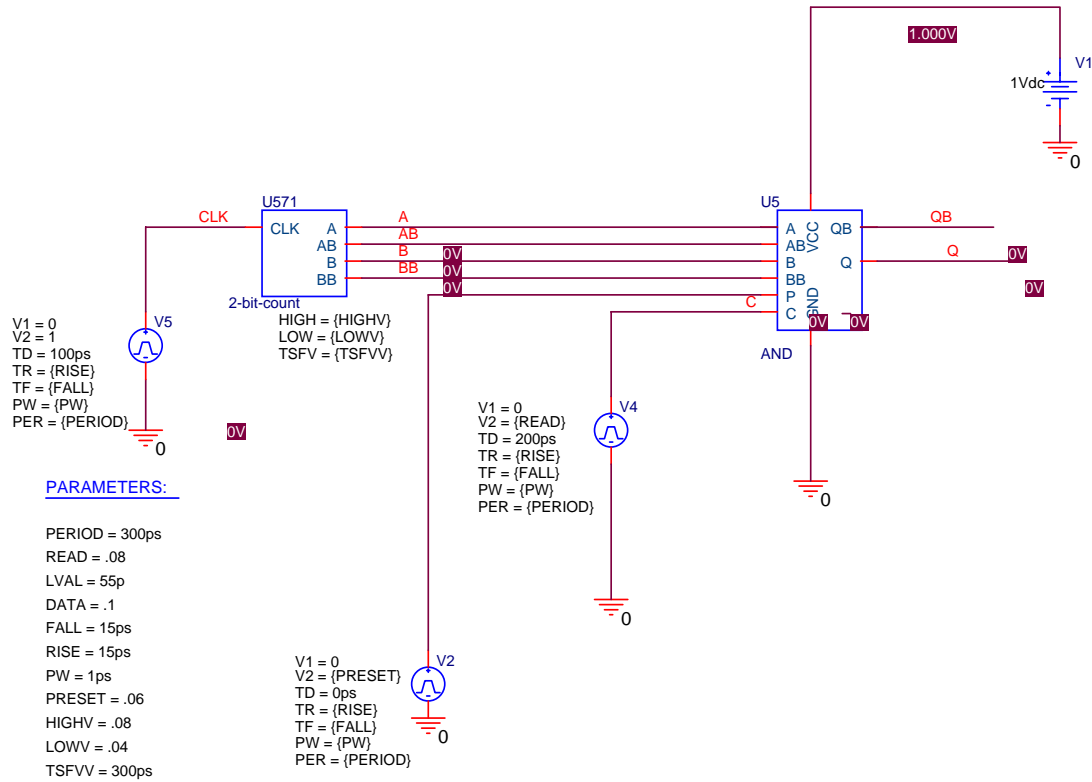 1.000V
V1
1Vdc
0
U571
CLK
CLK
A
AB
B
BB
2-bit-count
HIGH = {HIGHV}
LOW = {LOWV}
TSFV = {TSFVV}
A
AB
B
BB
0V
0V
0V
U5
A
AB
B
BB
P
C
VCC
GND
QB
Q
C
AND
0V
0V
QB
Q
0V
0V
0
V5
V1 = 0
V2 = 1
TD = 100ps
TR = {RISE}
TF = {FALL}
PW = {PW}
PER = {PERIOD}
0
0V
V4
V1 = 0
V2 = {READ}
TD = 200ps
TR = {RISE}
TF = {FALL}
PW = {PW}
PER = {PERIOD}
0
PARAMETERS:
PERIOD = 300ps
READ = .08
LVAL = 55p
DATA = .1
FALL = 15ps
RISE = 15ps
PW = 1ps
PRESET = .06
HIGHV = .08
LOWV = .04
TSFVV = 300ps
V2
V1 = 0
V2 = {PRESET}
TD = 0ps
TR = {RISE}
TF = {FALL}
PW = {PW}
PER = {PERIOD}
0